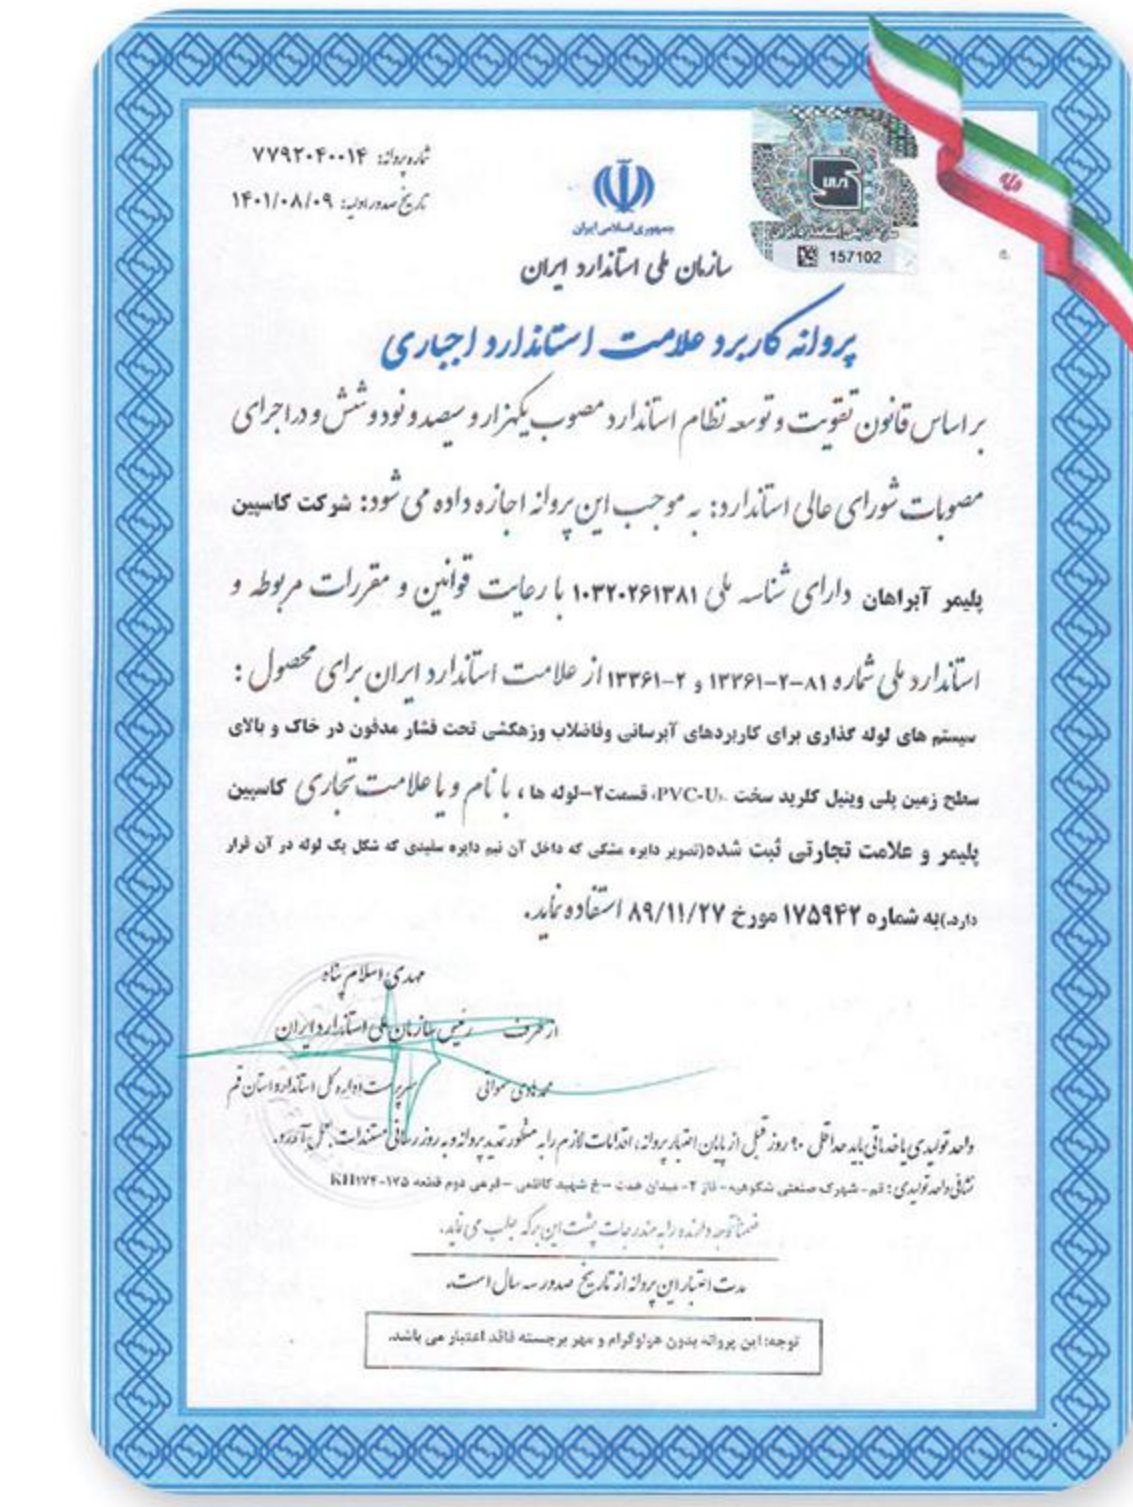 شماره پروانه: ۷۷۹۲۰۴۰۰۱۴
تاریخ صدور اولیه: ۱۴۰۱/۰۸/۰۹
جمهوری اسلامی ایران
157102
سازمان ملی استاندارد ایران
پروانه کاربرد علامت استاندارد اجباری
بر اساس قانون تقویت و توسعه نظام استاندارد مصوب یکهزار و سیصد و نود و شش و در اجرای
مصوبات شورای عالی استاندارد: به موجب این پروانه اجازه داده می شود: شرکت کاسپین
پلیمر آبراهان دارای شناسه ملی ۱۰۳۲۰۲۶۱۳۸۱ با رعایت قوانین و مقررات مربوطه و
استاندارد ملی شماره ۸۱-۲-۱۳۳۶۱ و ۲-۱۳۳۶۱ از علامت استاندارد ایران برای محصول :
سیستم های لوله گذاری برای کاربردهای آبرسانی وفاضلاب وزهکشی تحت فشار مدفون در خاک و بالای
سطح زمین پلی وینیل کلرید سخت ،،PVC-U، قسمت۲-لوله ها ، با نام و یا علامت تجاری کاسپین
پلیمر و علامت تجارتی ثبت شده(تصویر دایره مشکی که داخل آن نیم دایره سفیدی که شکل یک لوله در آن قرار
دارد.)به شماره ۱۷۵۹۴۲ مورخ ۸۹/۱۱/۲۷ استفاده نماید.
مهدی اسلام پناه
از طرف رئیس سازمان ملی استاندارد ایران
محمد هادی سرپرست اداره کل استاندارد استان قم
واحد تولیدی یا خدماتی باید حداقل ۹۰ روز قبل از پایان اعتبار پروانه، اقدامات لازم را به منظور تمدید پروانه و به روز رسانی مستندات بعمل آورد.
نشانی واحد تولیدی: قم- شهرک صنعتی شکوهیه- فاز ۲- میدان همت -خ شهید کاظمی -فرعی دوم قطعه KH۱۷۴-۱۷۵
ضمناً توجه دارنده را به مندرجات پشت این برگه جلب می نماید.
مدت اعتبار این پروانه از تاریخ صدور سه سال است.
توجه: این پروانه بدون هولوگرام و مهر برجسته فاقد اعتبار می باشد.